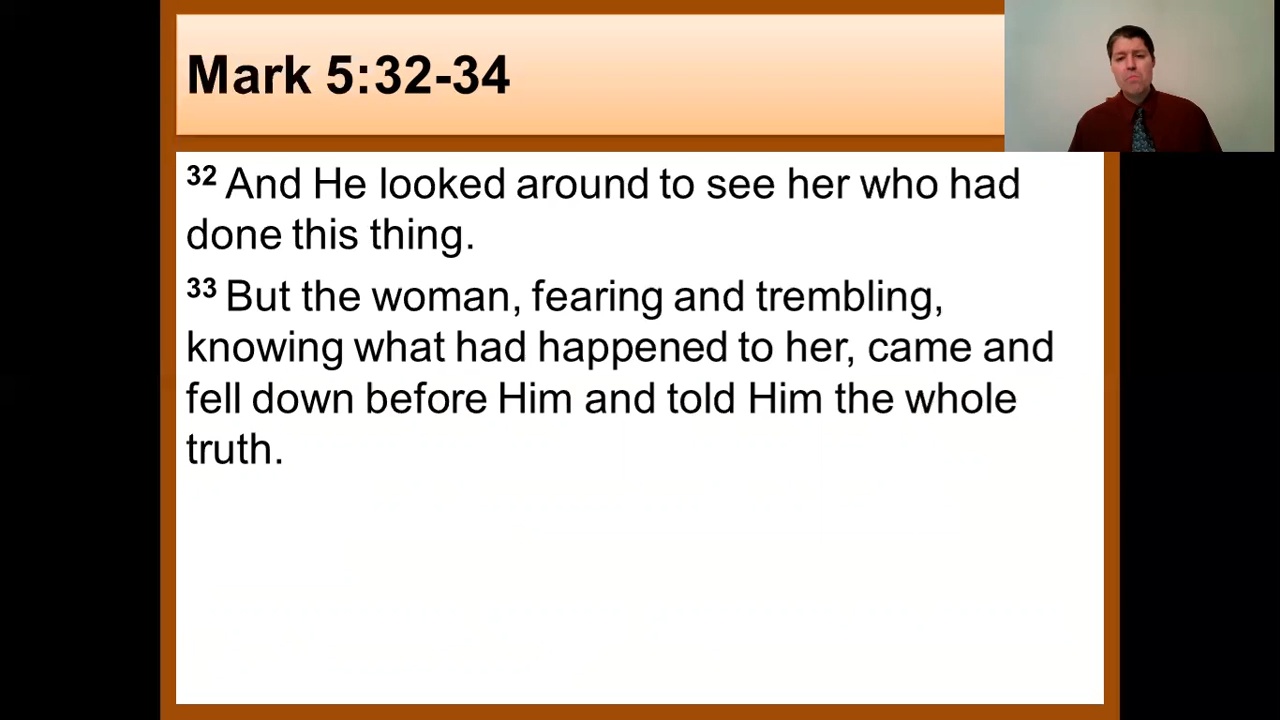 Mark 5:32-34
32 And He looked around to see her who had
done this thing.
33 But the woman, fearing and trembling,
knowing what had happened to her, came and
fell down before Him and told Him the whole
truth.